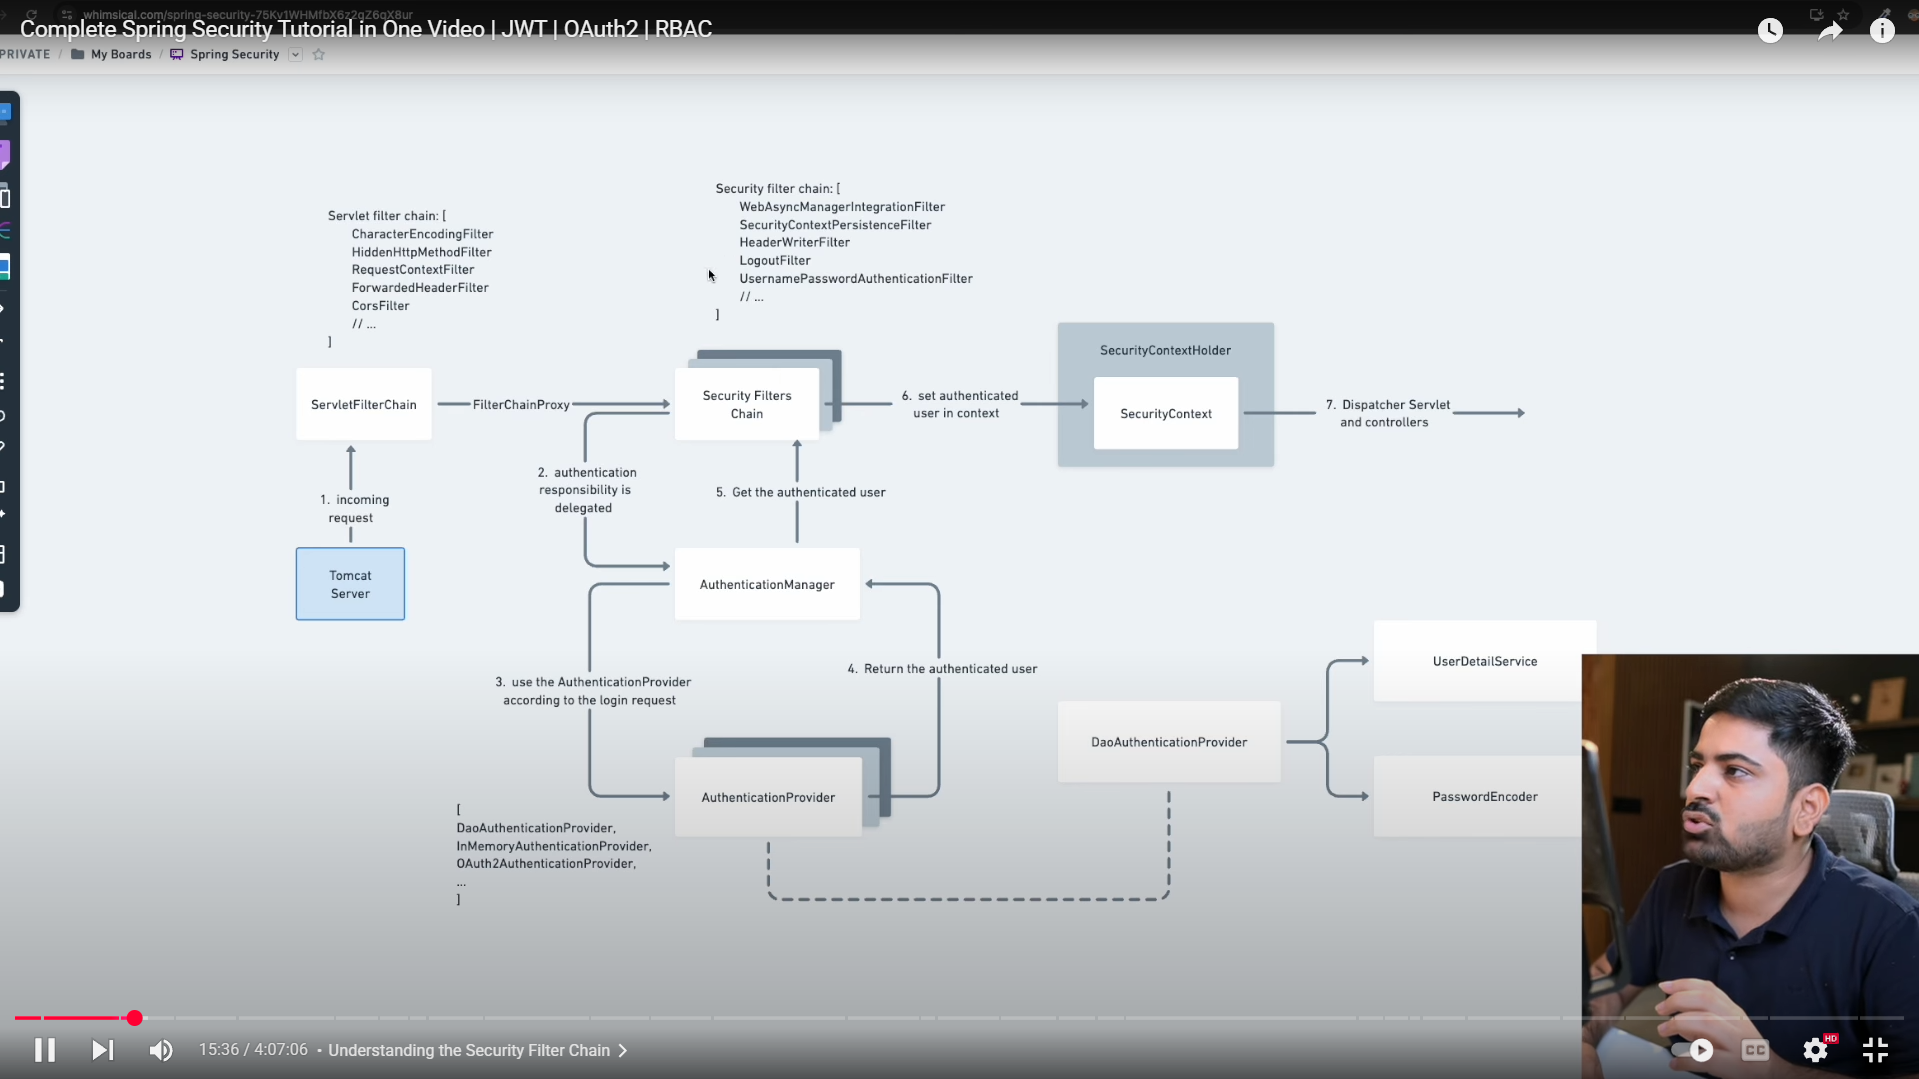 whimsical.com/spring-security-75Kv1WHMfbX6z2qZ6qX8ur
Complete Spring Security Tutorial in One Video | JWT | OAuth2 | RBAC
PRIVATE / My Boards / Spring Security
Servlet filter chain: [
CharacterEncodingFilter
HiddenHttpMethodFilter
RequestContextFilter
ForwardedHeaderFilter
CorsFilter
// ...
]
Security filter chain: [
WebAsyncManagerIntegrationFilter
SecurityContextPersistenceFilter
HeaderWriterFilter
LogoutFilter
UsernamePasswordAuthenticationFilter
// ...
]
ServletFilterChain
FilterChainProxy
Security Filters
Chain
6. set authenticated
user in context
SecurityContextHolder
SecurityContext
7. Dispatcher Servlet
and controllers
1. incoming
request
Tomcat
Server
2. authentication
responsibility is
delegated
5. Get the authenticated user
AuthenticationManager
3. use the AuthenticationProvider
according to the login request
4. Return the authenticated user
AuthenticationProvider
[
DaoAuthenticationProvider,
InMemoryAuthenticationProvider,
OAuth2AuthenticationProvider,
...
]
DaoAuthenticationProvider
UserDetailService
PasswordEncoder
15:36 / 4:07:06 • Understanding the Security Filter Chain
CC
HD